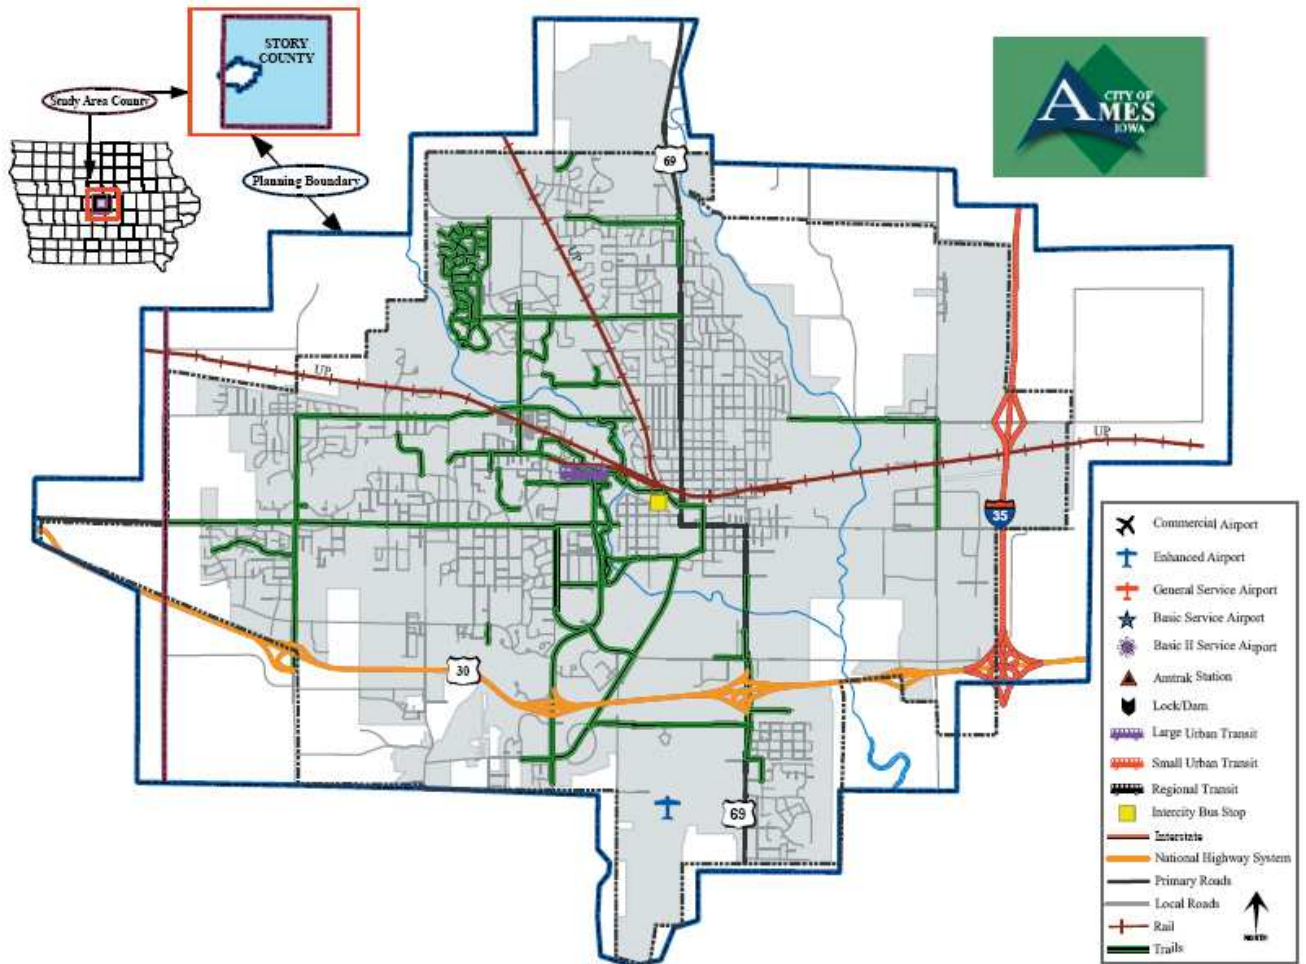 STORY
COUNTY
Study Area County
Planning Boundary
CITY OF
AMES
IOWA
69
UP
UP
UP
35
30
69
Commercial Airport
Enhanced Airport
General Service Airport
Basic Service Airport
Basic II Service Airport
Amtrak Station
Lock/Dam
Large Urban Transit
Small Urban Transit
Regional Transit
Intercity Bus Stop
Interstate
National Highway System
Primary Roads
Local Roads
Rail
Trails
NORTH